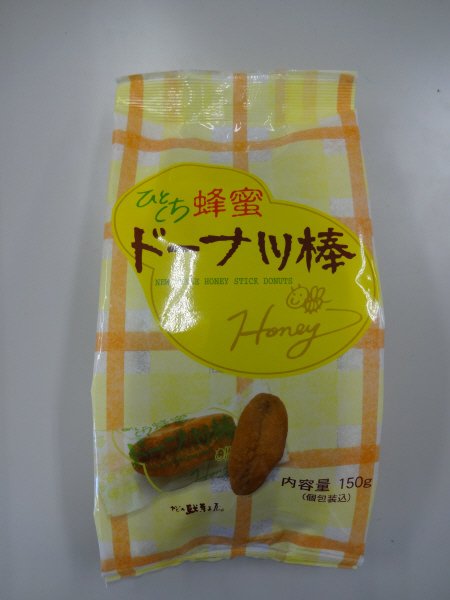 ひとくち 蜂蜜
ドーナツ棒
HONEY STICK DONUTS
Honey
内容量 150g
(個包装込)